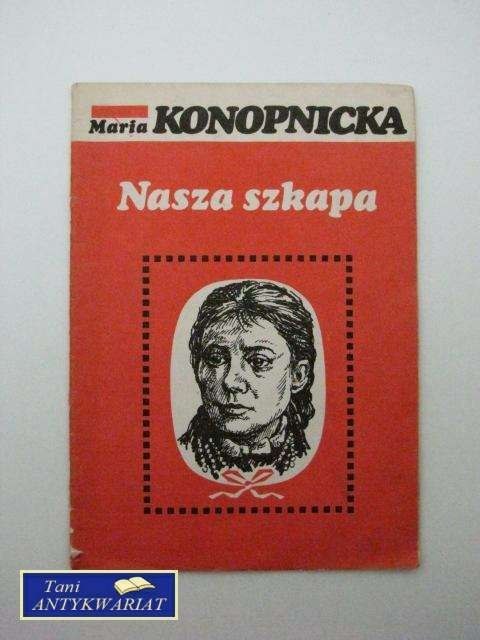 Maria KONOPNICKA
Nasza szkapa
Tani
ANTYKWARIAT